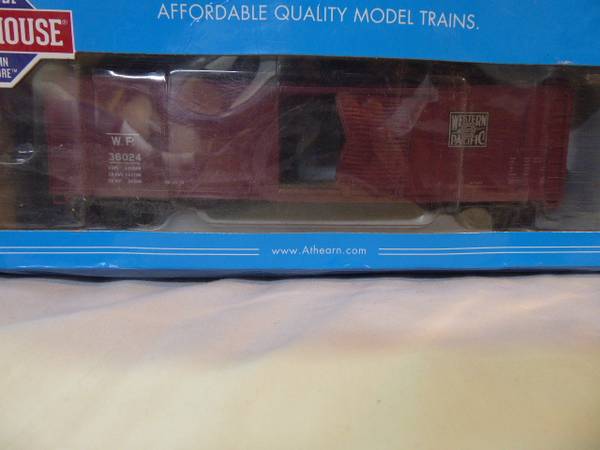 HOUSE
AFFORDABLE QUALITY MODEL TRAINS.
W.P.
36024
WESTERN
PACIFIC
www.Athearn.com